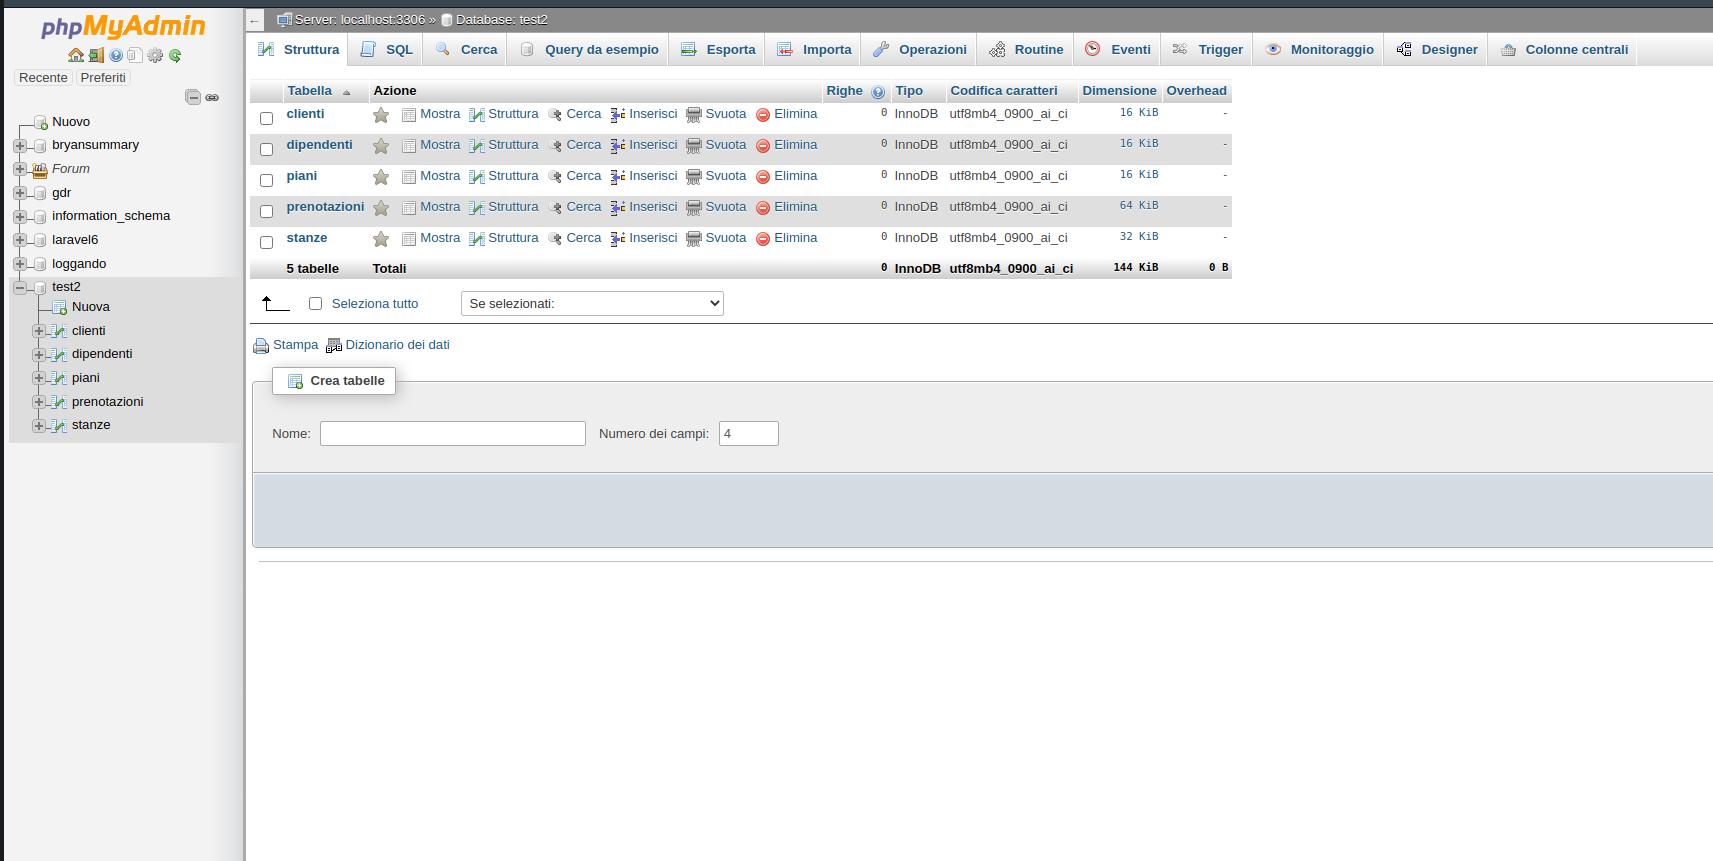 phpMyAdmin
Recente Preferiti
Nuovo
bryansummary
Forum
gdr
information_schema
laravel6
loggando
test2
Nuova
clienti
dipendenti
piani
prenotazioni
stanze
← Server: localhost:3306 » Database: test2
Struttura SQL Cerca Query da esempio Esporta Importa Operazioni Routine Eventi Trigger Monitoraggio Designer Colonne centrali
Tabella Azione Righe Tipo Codifica caratteri Dimensione Overhead
clienti Mostra Struttura Cerca Inserisci Svuota Elimina 0 InnoDB utf8mb4_0900_ai_ci 16 KiB -
dipendenti Mostra Struttura Cerca Inserisci Svuota Elimina 0 InnoDB utf8mb4_0900_ai_ci 16 KiB -
piani Mostra Struttura Cerca Inserisci Svuota Elimina 0 InnoDB utf8mb4_0900_ai_ci 16 KiB -
prenotazioni Mostra Struttura Cerca Inserisci Svuota Elimina 0 InnoDB utf8mb4_0900_ai_ci 64 KiB -
stanze Mostra Struttura Cerca Inserisci Svuota Elimina 0 InnoDB utf8mb4_0900_ai_ci 32 KiB -
5 tabelle Totali 0 InnoDB utf8mb4_0900_ai_ci 144 KiB 0 B
Seleziona tutto Se selezionati:
Stampa Dizionario dei dati
Crea tabelle
Nome: Numero dei campi: 4